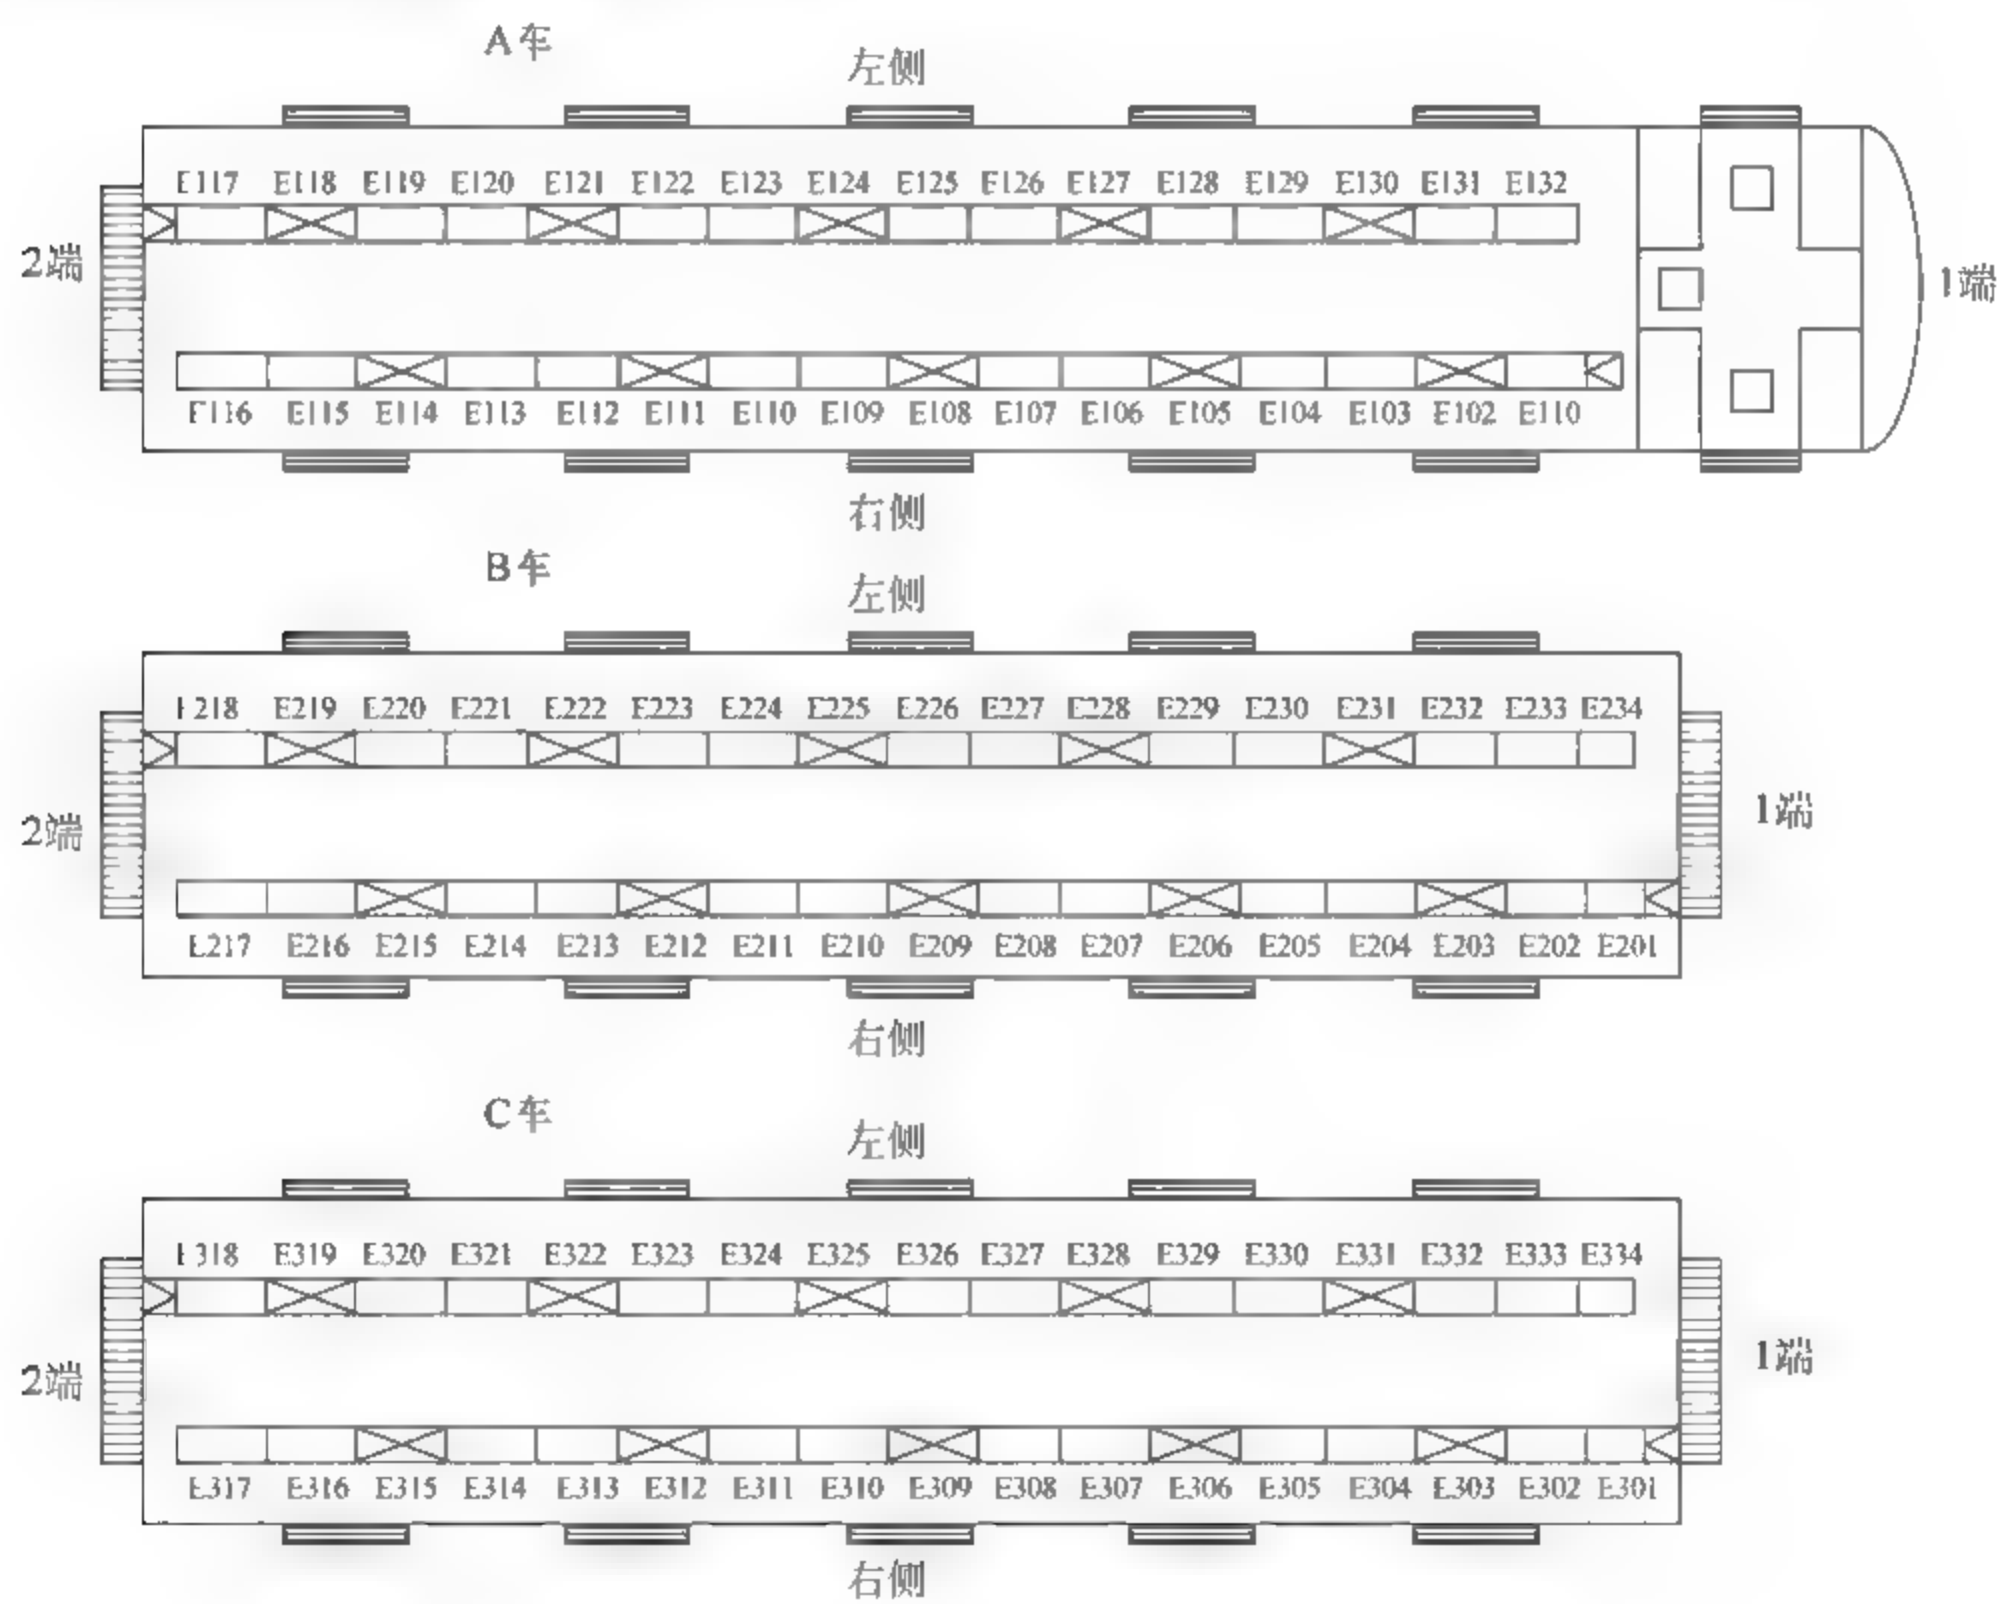 A车
左侧
E117 E118 E119 E120 E121 E122 E123 E124 E125 E126 E127 E128 E129 E130 E131 E132
2端
1端
E116 E115 E114 E113 E112 E111 E110 E109 E108 E107 E106 E105 E104 E103 E102 E110
右侧
B车
左侧
E218 E219 E220 E221 E222 E223 E224 E225 E226 E227 E228 E229 E230 E231 E232 E233 E234
2端
1端
E217 E216 E215 E214 E213 E212 E211 E210 E209 E208 E207 E206 E205 E204 E203 E202 E201
右侧
C车
左侧
E318 E319 E320 E321 E322 E323 E324 E325 E326 E327 E328 E329 E330 E331 E332 E333 E334
2端
1端
E317 E316 E315 E314 E313 E312 E311 E310 E309 E308 E307 E306 E305 E304 E303 E302 E301
右侧